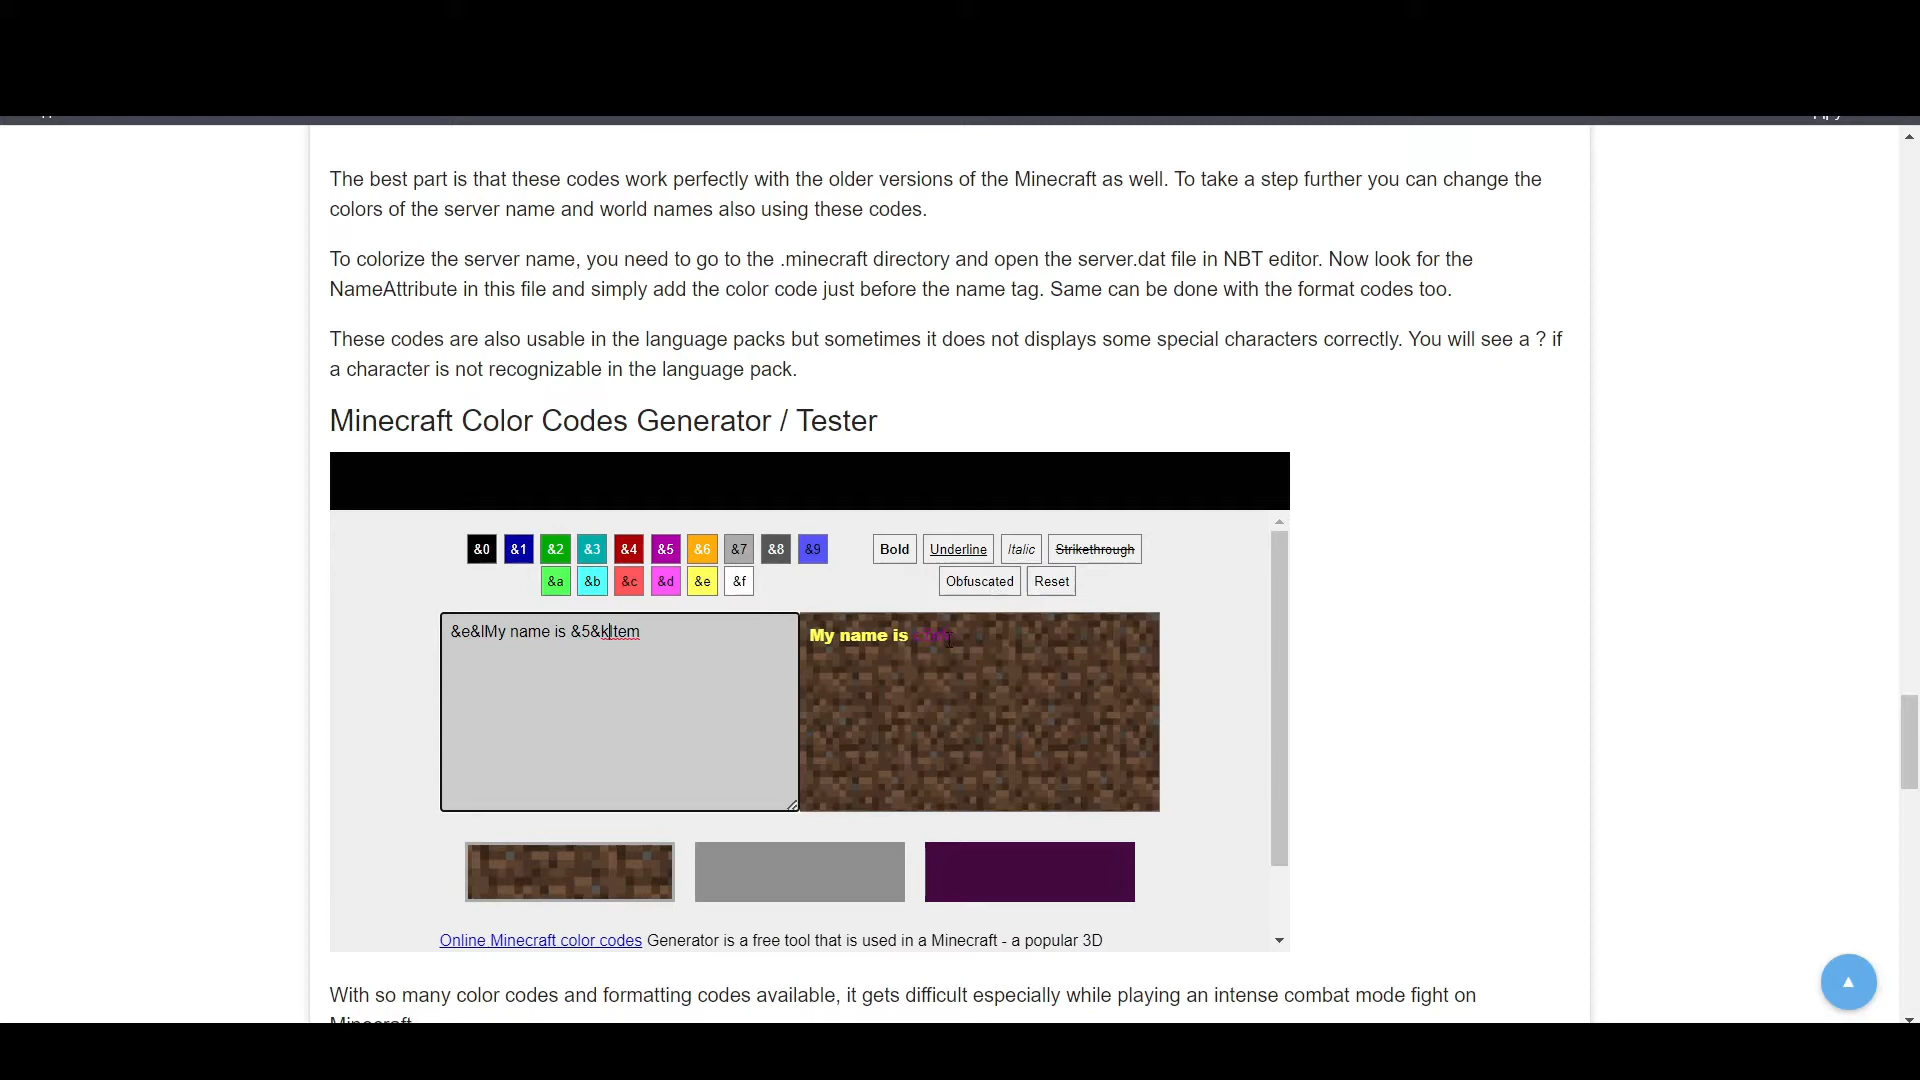 The best part is that these codes work perfectly with the older versions of the Minecraft as well. To take a step further you can change the
colors of the server name and world names also using these codes.
To colorize the server name, you need to go to the .minecraft directory and open the server.dat file in NBT editor. Now look for the
NameAttribute in this file and simply add the color code just before the name tag. Same can be done with the format codes too.
These codes are also usable in the language packs but sometimes it does not displays some special characters correctly. You will see a ? if
a character is not recognizable in the language pack.
Minecraft Color Codes Generator / Tester
&0 &1 &2 &3 &4 &5 &6 &7 &8 &9 Bold Underline Italic Strikethrough
&a &b &c &d &e &f Obfuscated Reset
&e&lMy name is &5&kItem
My name is
Online Minecraft color codes Generator is a free tool that is used in a Minecraft - a popular 3D
With so many color codes and formatting codes available, it gets difficult especially while playing an intense combat mode fight on
Minecraft